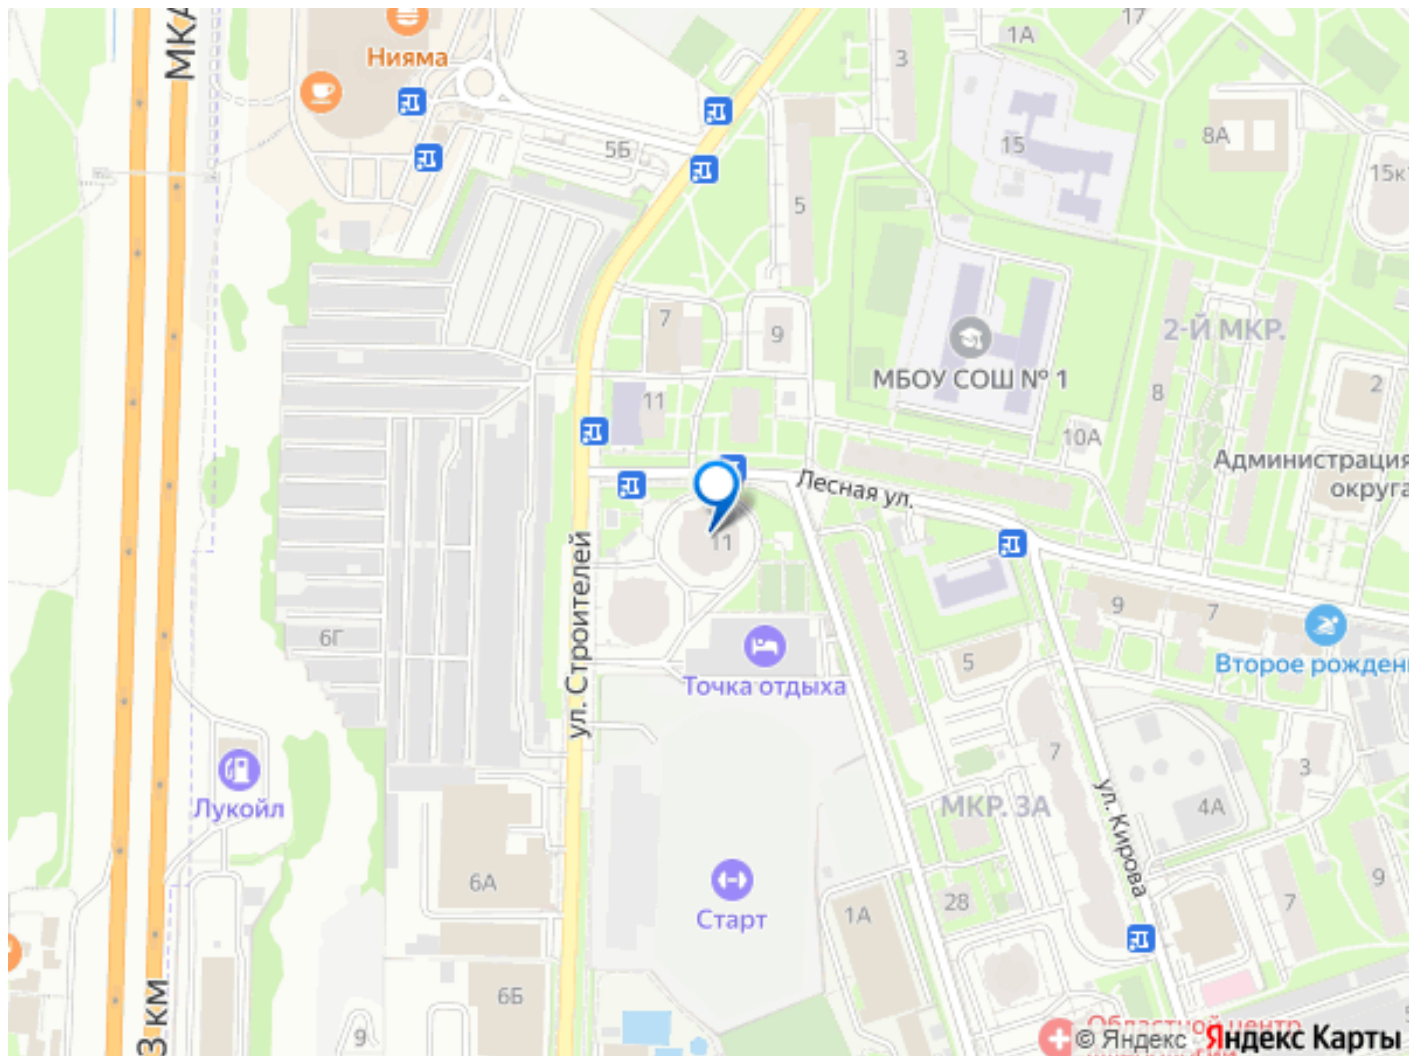 МКА
Нияма
17
1А
3
5Б
15
8А
15к1
5
7
9
МБОУ СОШ № 1
2-Й МКР.
2
8
11
10А
Администрация
округа
Лесная ул.
11
ул. Строителей
6Г
9
7
5
Второе рожден
Точка отдыха
7
3
Лукойл
МКР. 3А
4А
ул. Кирова
6А
Старт
1А
28
7
9
3 км
6Б
9
Областной центр
© Яндекс Яндекс Карты